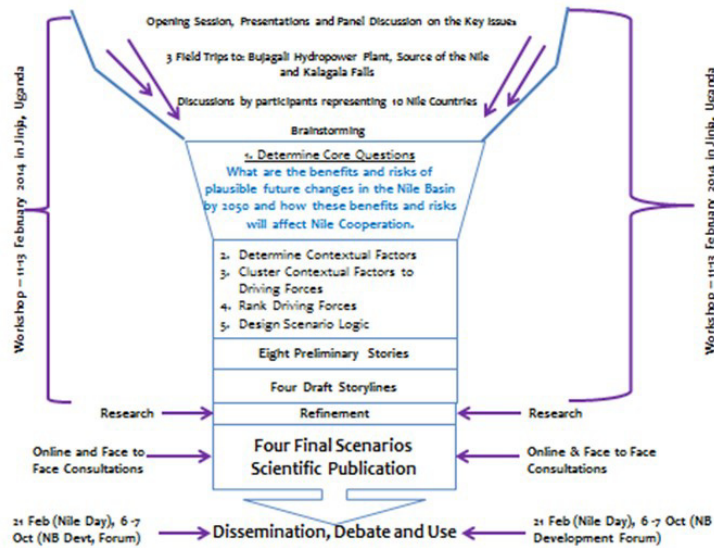 Opening Session, Presentations and Panel Discussion on the Key Issues
3 Field Trips to: Bujagali Hydropower Plant, Source of the Nile
and Kalagala Falls
Discussions by participants representing 10 Nile Countries
Brainstorming
1. Determine Core Questions
What are the benefits and risks of
plausible future changes in the Nile Basin
by 2050 and how these benefits and risks
will affect Nile Cooperation.
2. Determine Contextual Factors
3. Cluster Contextual Factors to
Driving Forces
4. Rank Driving Forces
5. Design Scenario Logic
Eight Preliminary Stories
Four Draft Storylines
Workshop – 11-13 February 2014 in Jinja, Uganda
Workshop – 11-13 February 2014 in Jinja, Uganda
Research
Refinement
Research
Online and Face to
Face Consultations
Four Final Scenarios
Scientific Publication
Online & Face to Face
Consultations
21 Feb (Nile Day), 6 -7
Oct (NB Devt, Forum)
Dissemination, Debate and Use
21 Feb (Nile Day), 6 -7 Oct (NB
Development Forum)